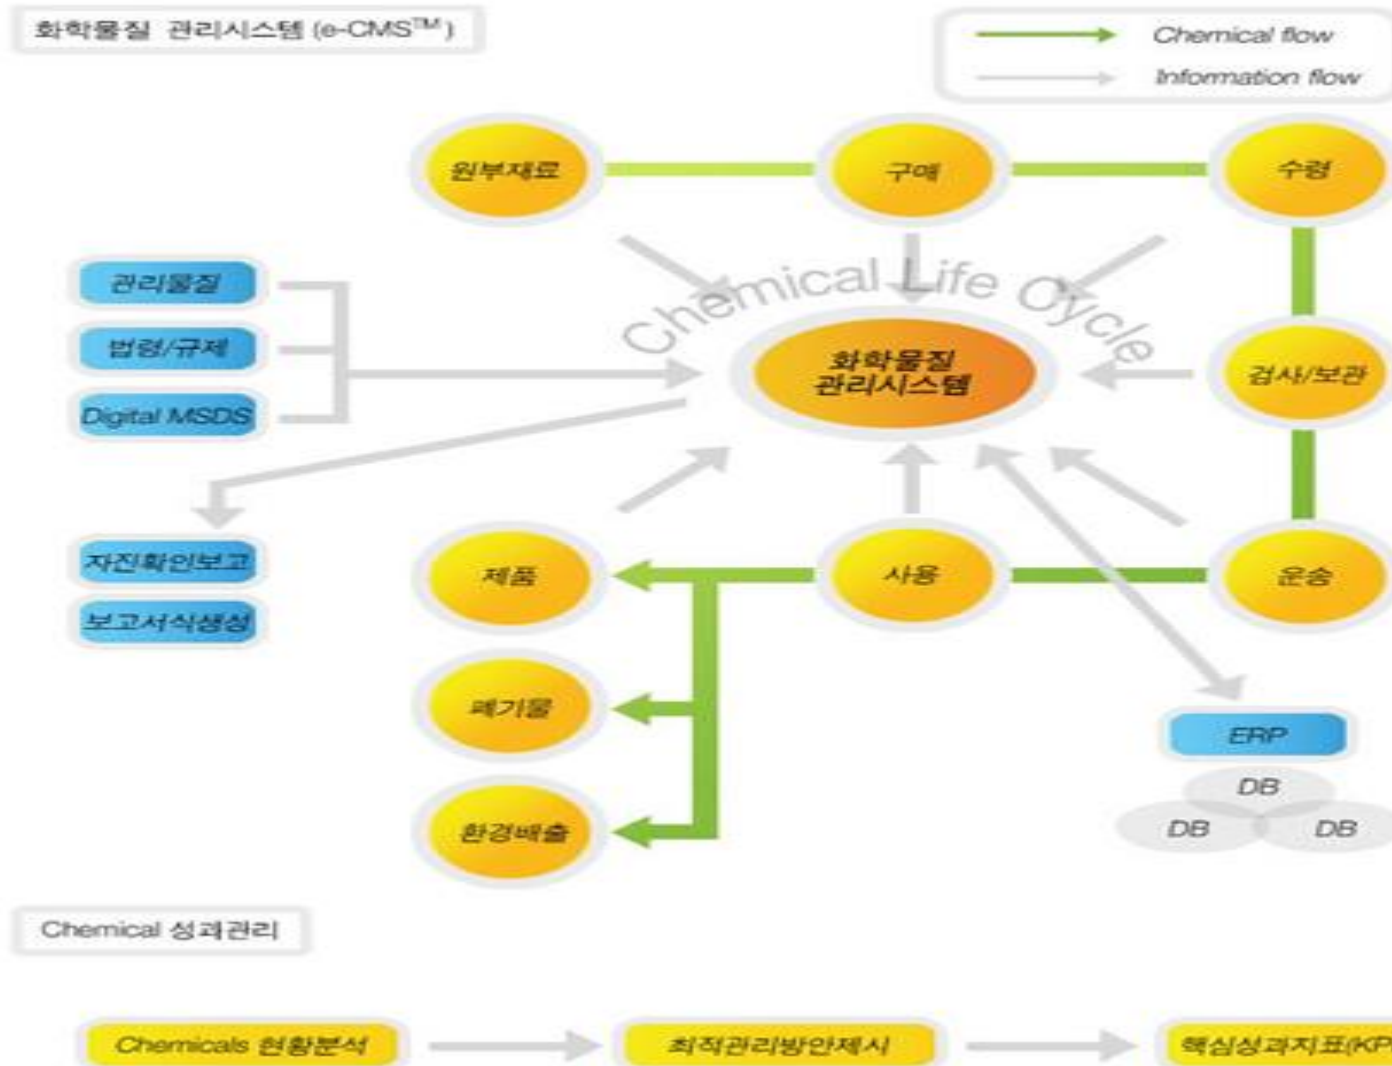 화학물질 관리시스템 (e-CMS™)
Chemical flow
Information flow
원부재료
구매
수령
Chemical Life Cycle
관리물질
법령/규제
Digital MSDS
화학물질
관리시스템
검사/보관
자진확인보고
보고서식생성
제품
사용
운송
폐기물
환경배출
ERP
DB
DB
DB
Chemical 성과관리
Chemicals 현황분석
최적관리방안제시
핵심성과지표(KP